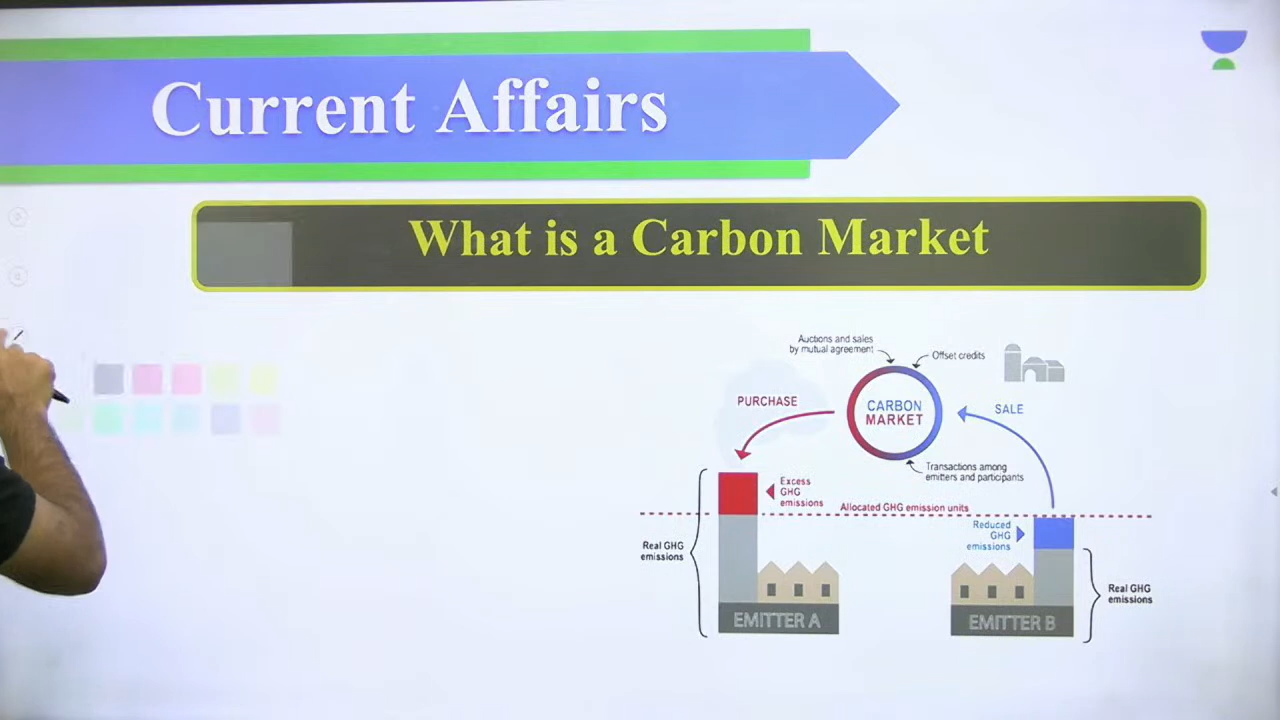 Current Affairs
What is a Carbon Market
Auctions and sales
by mutual agreement
Offset credits
PURCHASE
CARBON
MARKET
SALE
Transactions among
emitters and participants
Excess
GHG
emissions
Allocated GHG emission units
Reduced
GHG
emissions
Real GHG
emissions
Real GHG
emissions
EMITTER A
EMITTER B